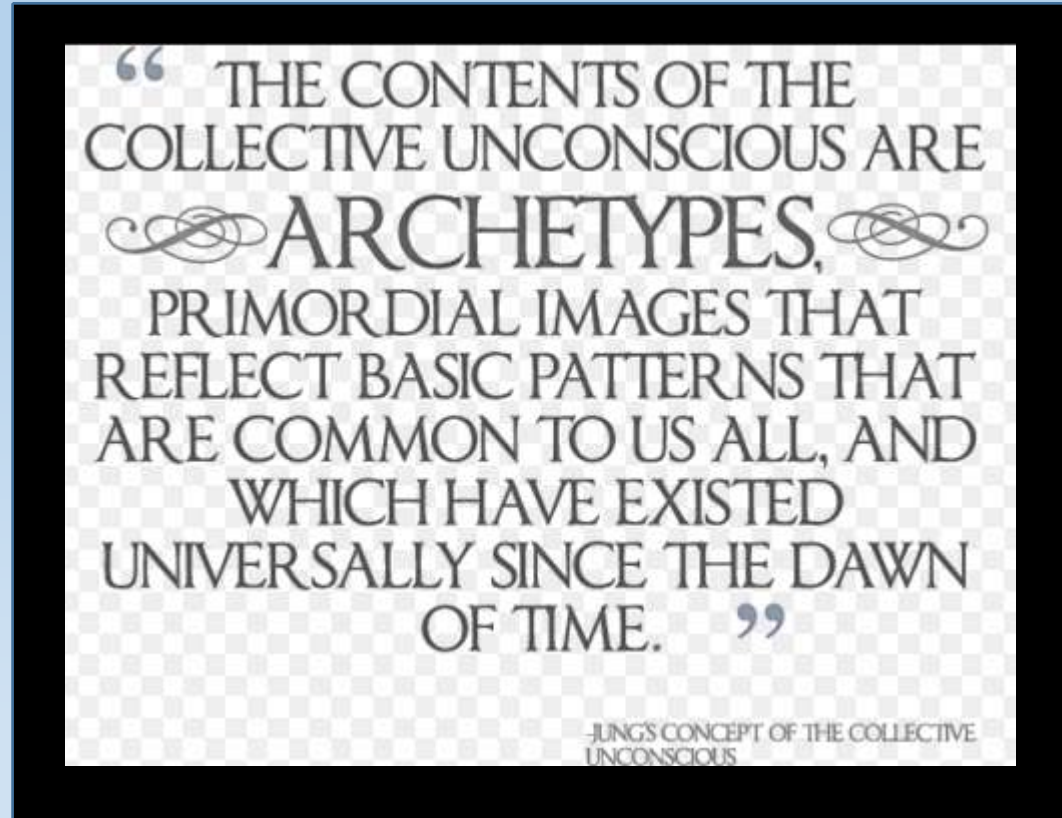 “ THE CONTENTS OF THE
COLLECTIVE UNCONSCIOUS ARE
ARCHETYPES,
PRIMORDIAL IMAGES THAT
REFLECT BASIC PATTERNS THAT
ARE COMMON TO US ALL, AND
WHICH HAVE EXISTED
UNIVERSALLY SINCE THE DAWN
OF TIME. ”
-JUNG'S CONCEPT OF THE COLLECTIVE
UNCONSCIOUS